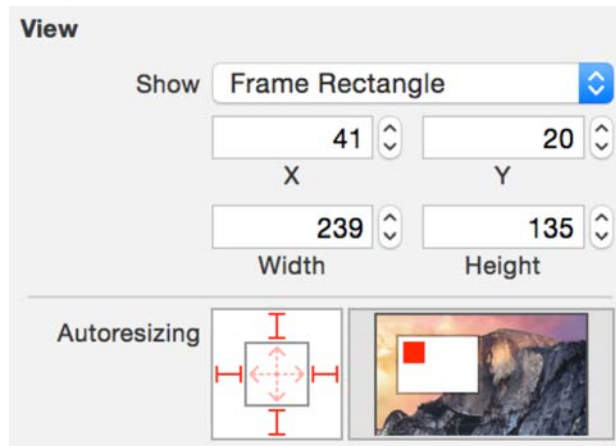 View
Show Frame Rectangle
41 20
X Y
239 135
Width Height
Autoresizing